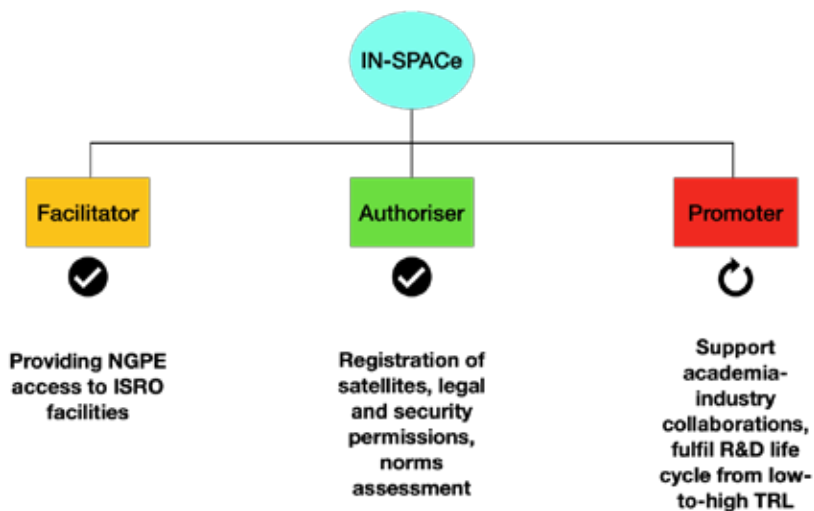 IN-SPACe
Facilitator
Authoriser
Promoter
Providing NGPE
access to ISRO
facilities
Registration of
satellites, legal
and security
permissions,
norms
assessment
Support
academia-
industry
collaborations,
fulfil R&D life
cycle from low-
to-high TRL